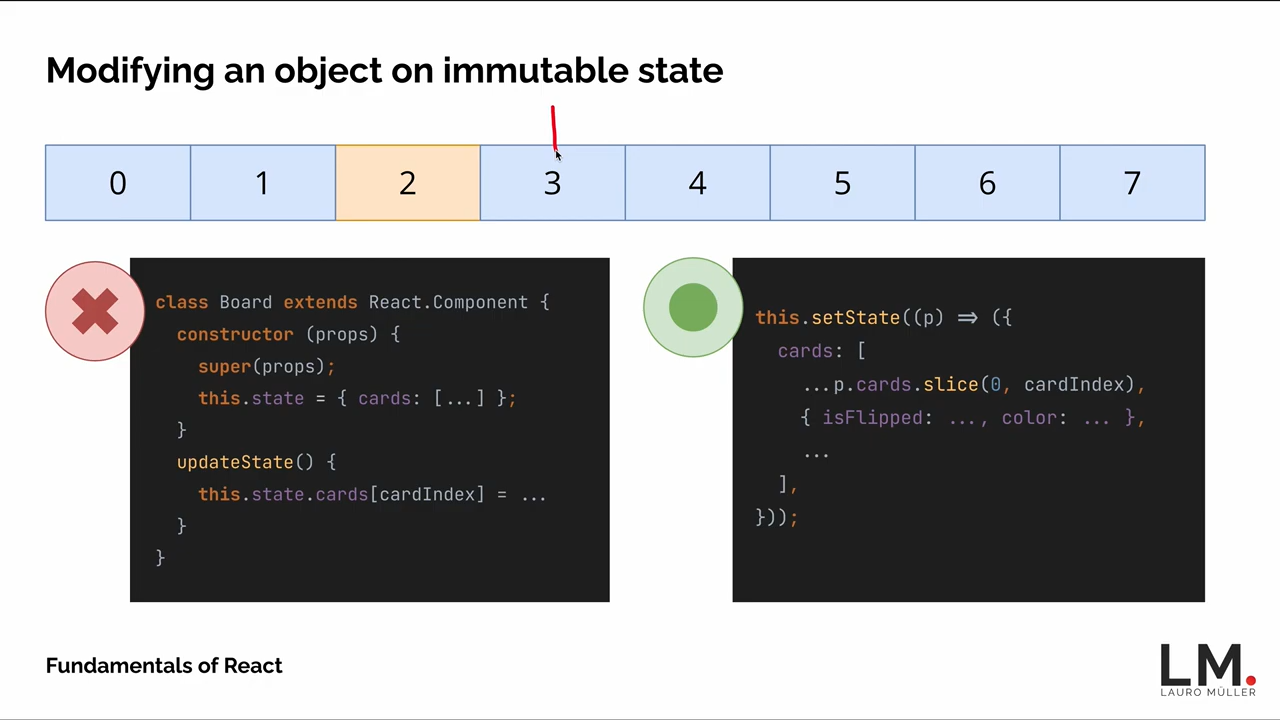 Modifying an object on immutable state
0 1 2 3 4 5 6 7
class Board extends React.Component {
constructor (props) {
super(props);
this.state = { cards: [...] };
}
updateState() {
this.state.cards[cardIndex] = ...
}
}
this.setState((p) => ({
cards: [
...p.cards.slice(0, cardIndex),
{ isFlipped: ..., color: ... },
...
],
}));
Fundamentals of React
LM.
LAURO MÜLLER